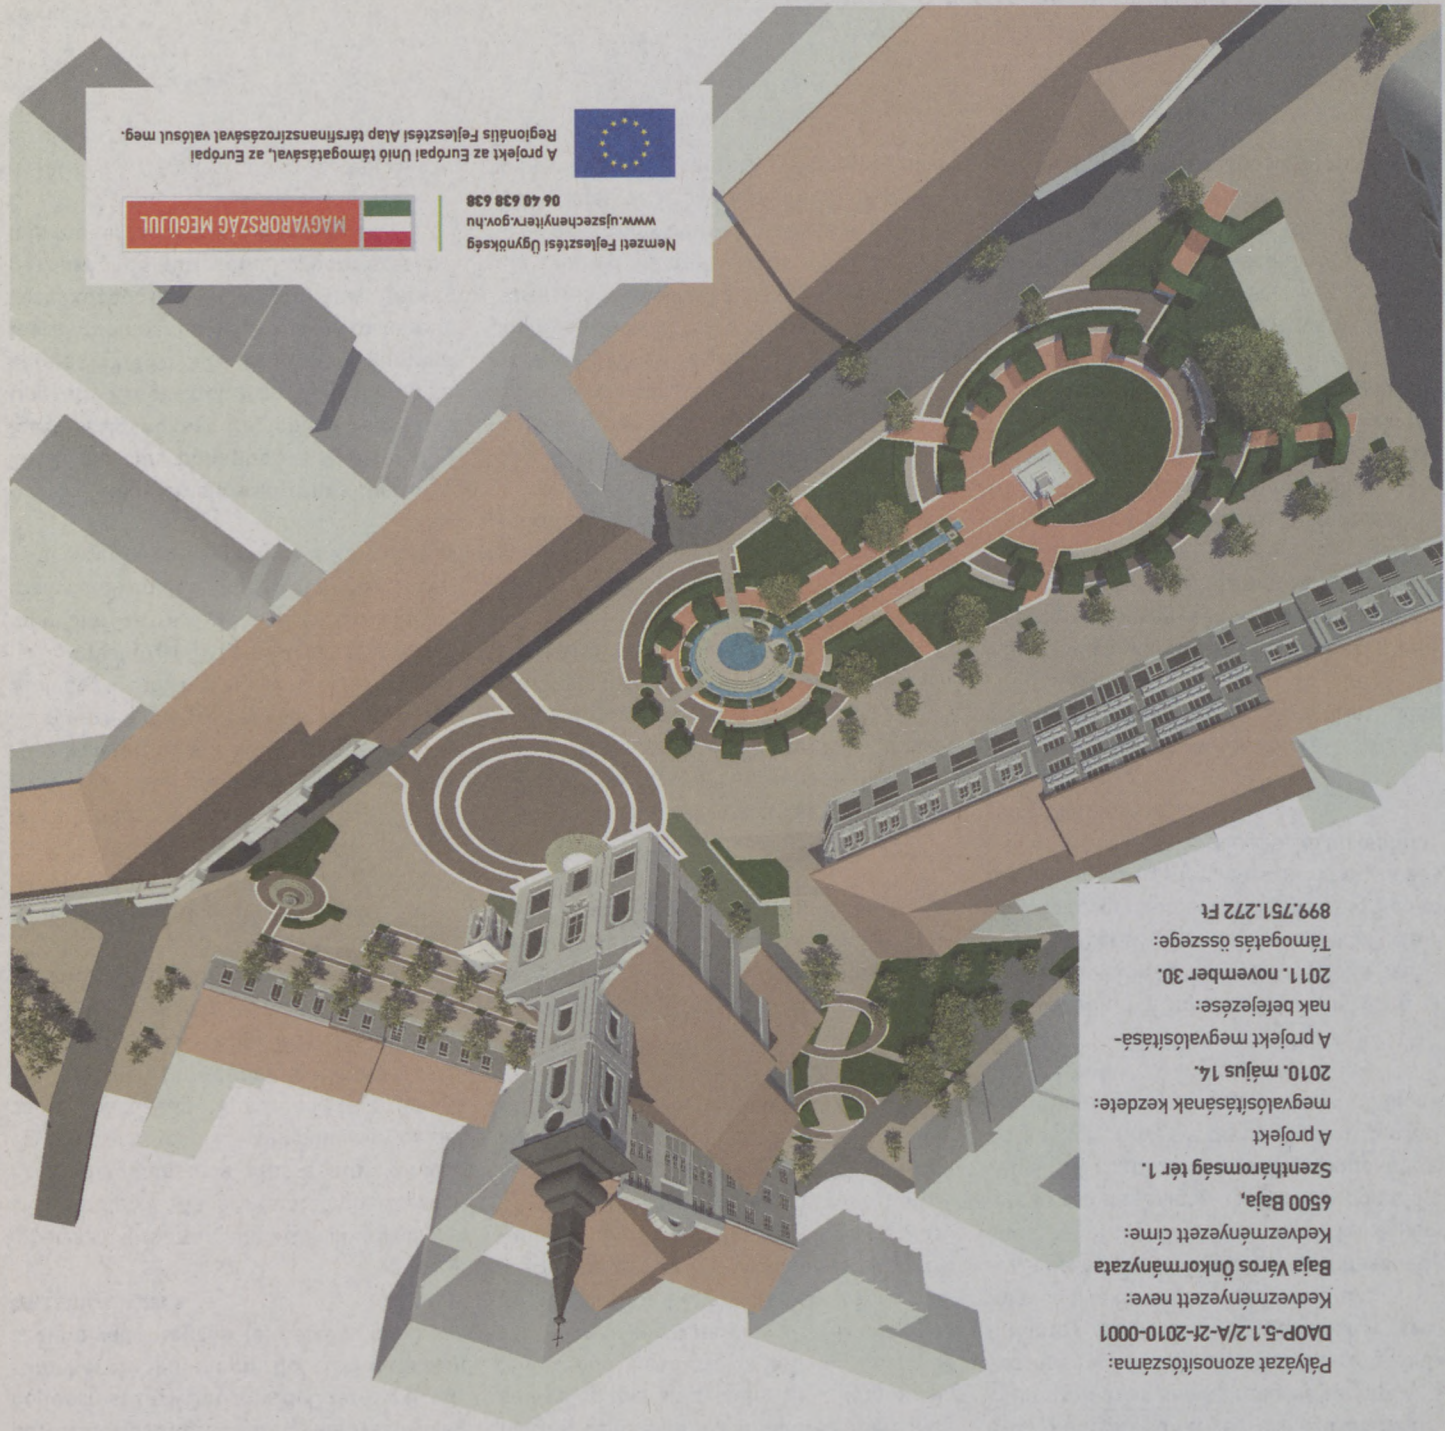 Pályázat azonosítószáma:
DAOP-5.1.2/A-2f-2010-0001
Kedvezményezett neve:
Baja Város Önkormányzata
Kedvezményezett címe:
6500 Baja,
Szentháromság tér 1.
A projekt
megvalósításának kezdete:
2010. május 14.
A projekt megvalósításá-
nak befejezése:
2011. november 30.
Támogatás összege:
899.751.272 Ft
Nemzeti Fejlesztési Ügynökség
www.ujszechenyiterv.gov.hu
06 40 638 638
MAGYARORSZÁG MEGÚJUL
A projekt az Európai Unió támogatásával, az Európai
Regionális Fejlesztési Alap társfinanszírozásával valósul meg.